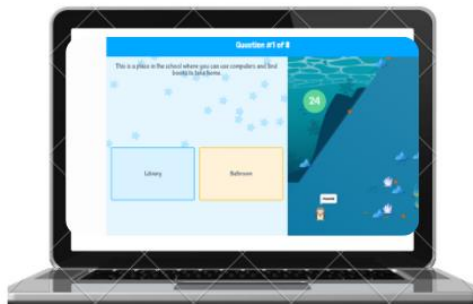 Question #1 of 8
This is a place in the school where you can use computers and find
books to take home
24
Library
Bathroom